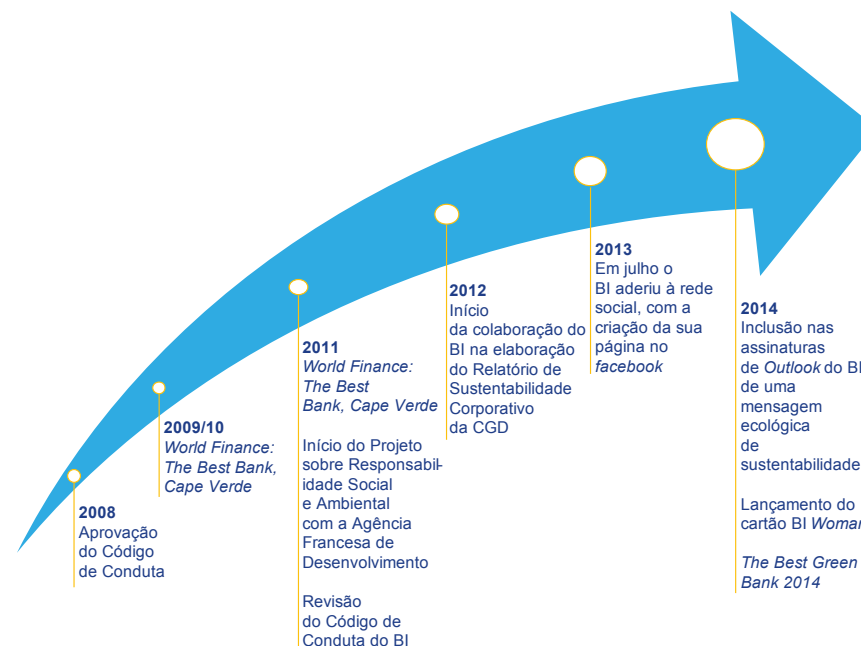 2008
Aprovação
do Código
de Conduta
2009/10
World Finance:
The Best Bank,
Cape Verde
2011
World Finance:
The Best
Bank, Cape Verde
Início do Projeto
sobre Responsabil-
idade Social
e Ambiental
com a Agência
Francesa de
Desenvolvimento
Revisão
do Código de
Conduta do BI
2012
Início
da colaboração do
BI na elaboração
do Relatório de
Sustentabilidade
Corporativo
da CGD
2013
Em julho o
BI aderiu à rede
social, com a
criação da sua
página no
facebook
2014
Inclusão nas
assinaturas
de Outlook do BI
de uma
mensagem
ecológica
de
sustentabilidade
Lançamento do
cartão BI Woman
The Best Green
Bank 2014